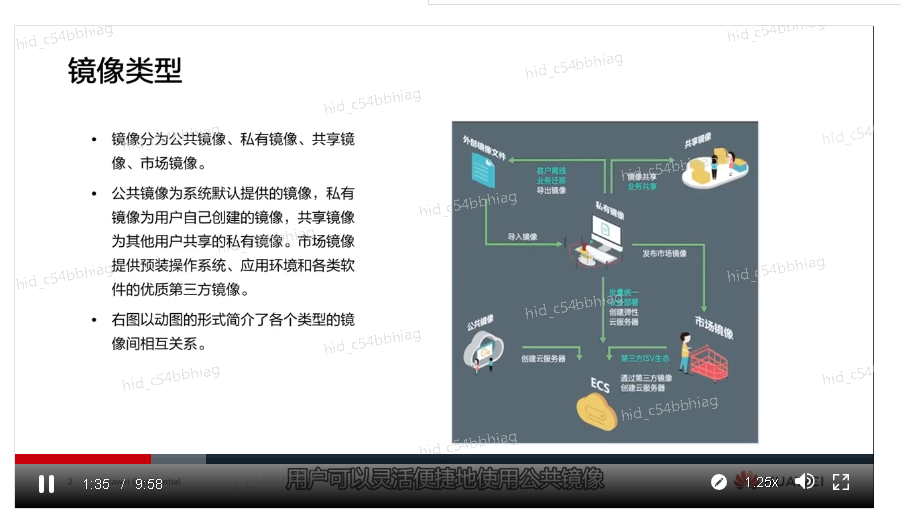 镜像类型
• 镜像分为公共镜像、私有镜像、共享镜
像、市场镜像。
• 公共镜像为系统默认提供的镜像，私有
镜像为用户自己创建的镜像，共享镜像
为其他用户共享的私有镜像。市场镜像
提供预装操作系统、应用环境和各类软
件的优质第三方镜像。
• 右图以动图的形式简介了各个类型的镜
像间相互关系。
外部镜像文件
共享镜像
客户离线
业务迁移
导出镜像
镜像共享
业务共享
私有镜像
导入镜像
发布市场镜像
批量统一
业务部署
创建弹性
云服务器
公共镜像
市场镜像
创建云服务器
第三方ISV生态
通过第三方镜像
创建云服务器
ECS
用户可以灵活便捷地使用公共镜像
1:35 / 9:58
1.25x
hid_c54bbhiag
hid_c54bbhiag
hid_c54bbhiag
hid_c54bbhiag
hid_c54bbhiag
hid_c54bbhiag
hid_c54bbhiag
hid_c54bbhiag
hid_c54bbhiag
hid_c54bbhiag
hid_c54bbhiag
hid_c54bbhiag